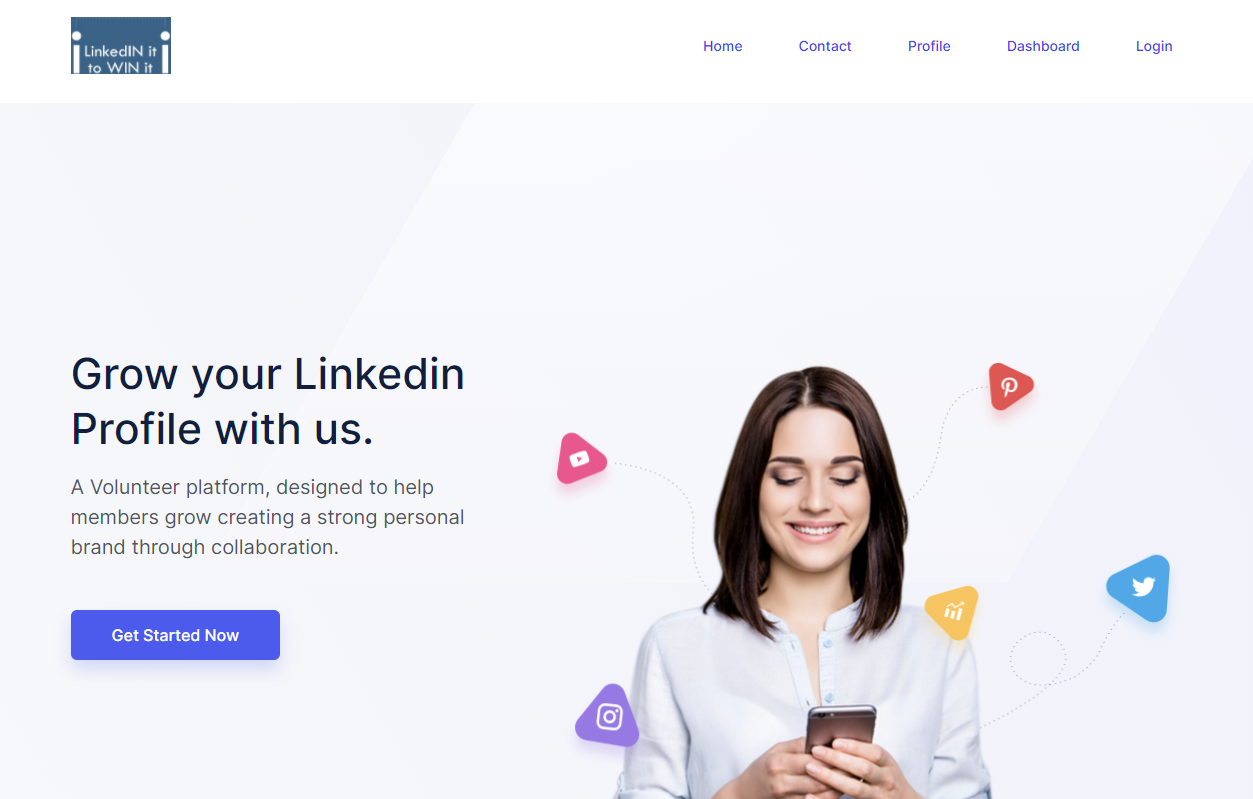 LinkedIN it
to WIN it
Home Contact Profile Dashboard Login
Grow your Linkedin
Profile with us.
A Volunteer platform, designed to help
members grow creating a strong personal
brand through collaboration.
Get Started Now